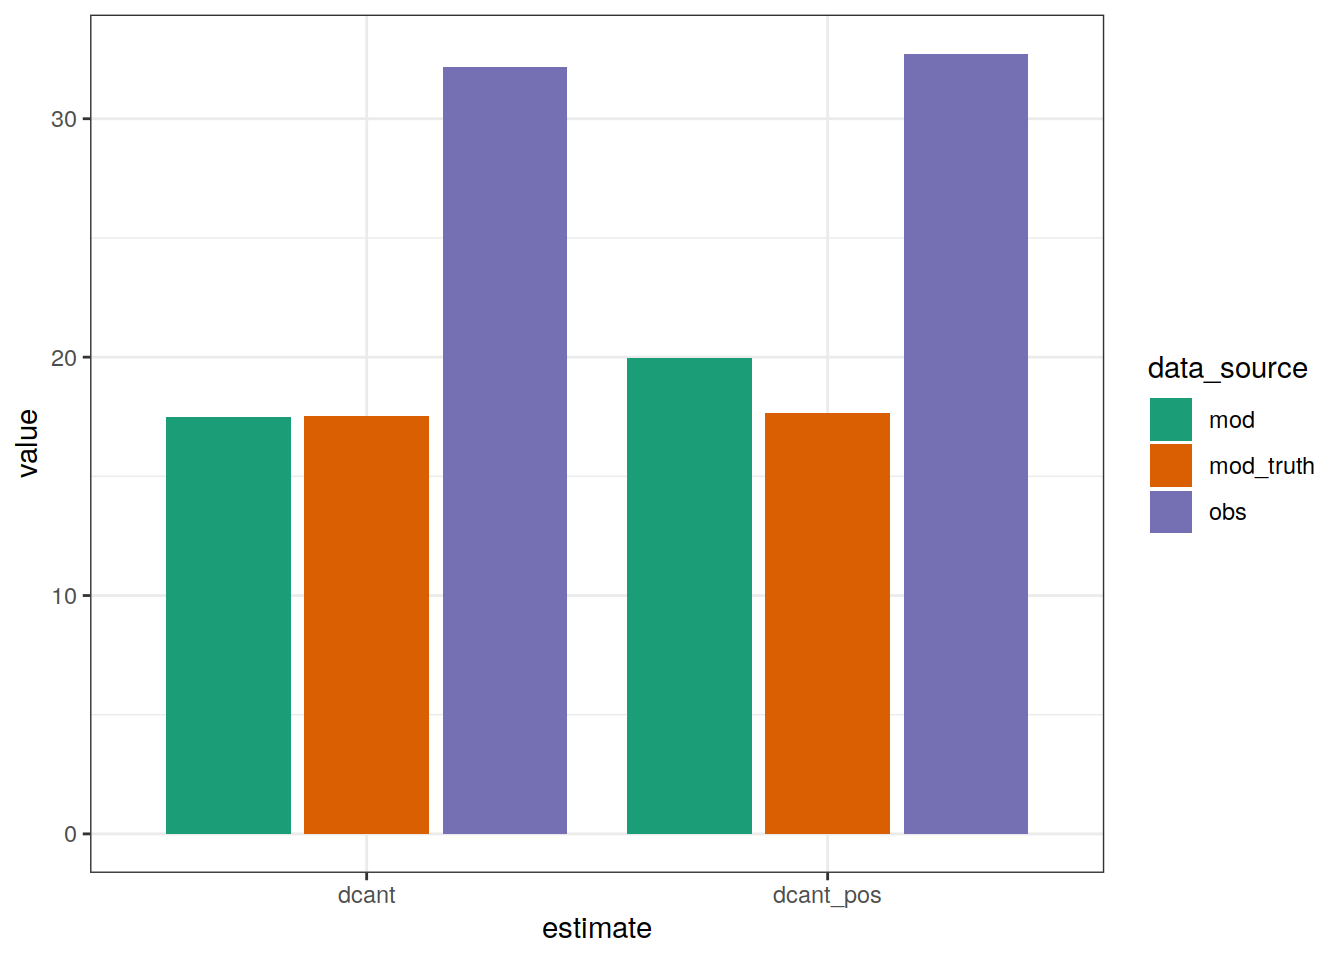 value
30
20
10
0
dcant
dcant_pos
estimate
data_source
mod
mod_truth
obs